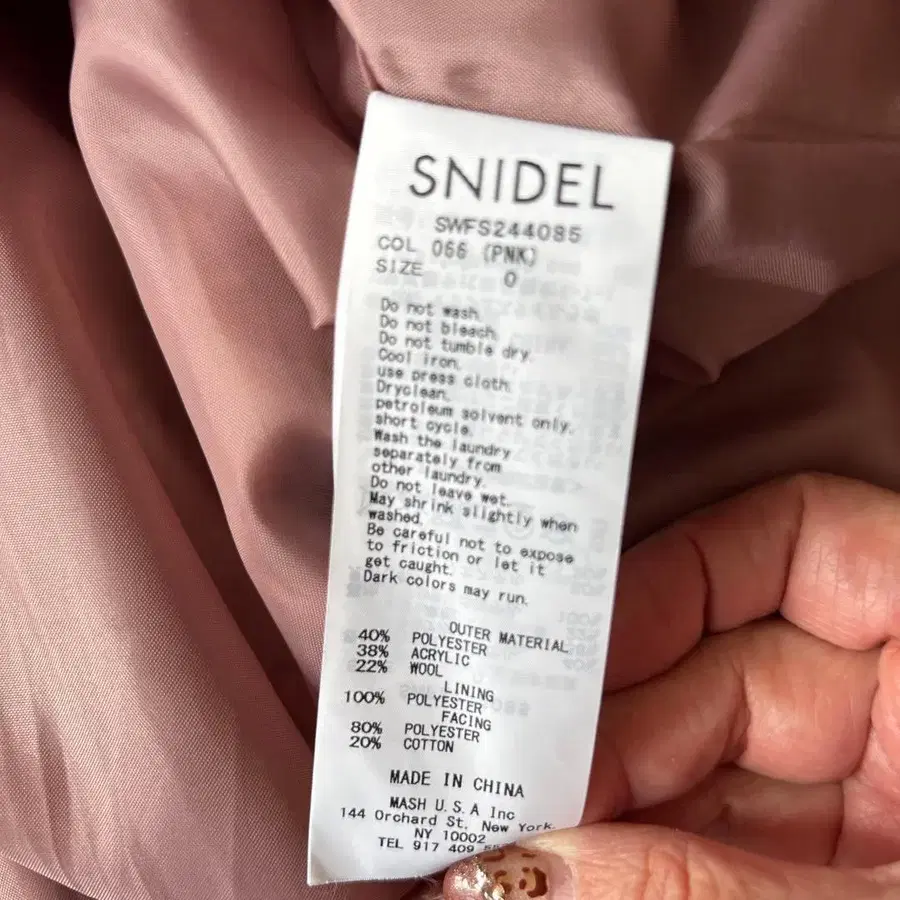 SNIDEL
SWFS244085
COL 066 (PNK)
SIZE 0
Do not wash.
Do not bleach.
Do not tumble dry.
Cool iron.
use press cloth.
Dryclean.
petroleum solvent only.
short cycle.
Wash the laundry
separately from
other laundry.
Do not leave wet.
May shrink slightly when
washed.
Be careful not to expose
to friction or let it
get caught.
Dark colors may run.
OUTER MATERIAL
40% POLYESTER
38% ACRYLIC
22% WOOL
LINING
100% POLYESTER
FACING
80% POLYESTER
20% COTTON
MADE IN CHINA
MASH U.S.A Inc
144 Orchard St, New York,
NY 10002
TEL 917 409